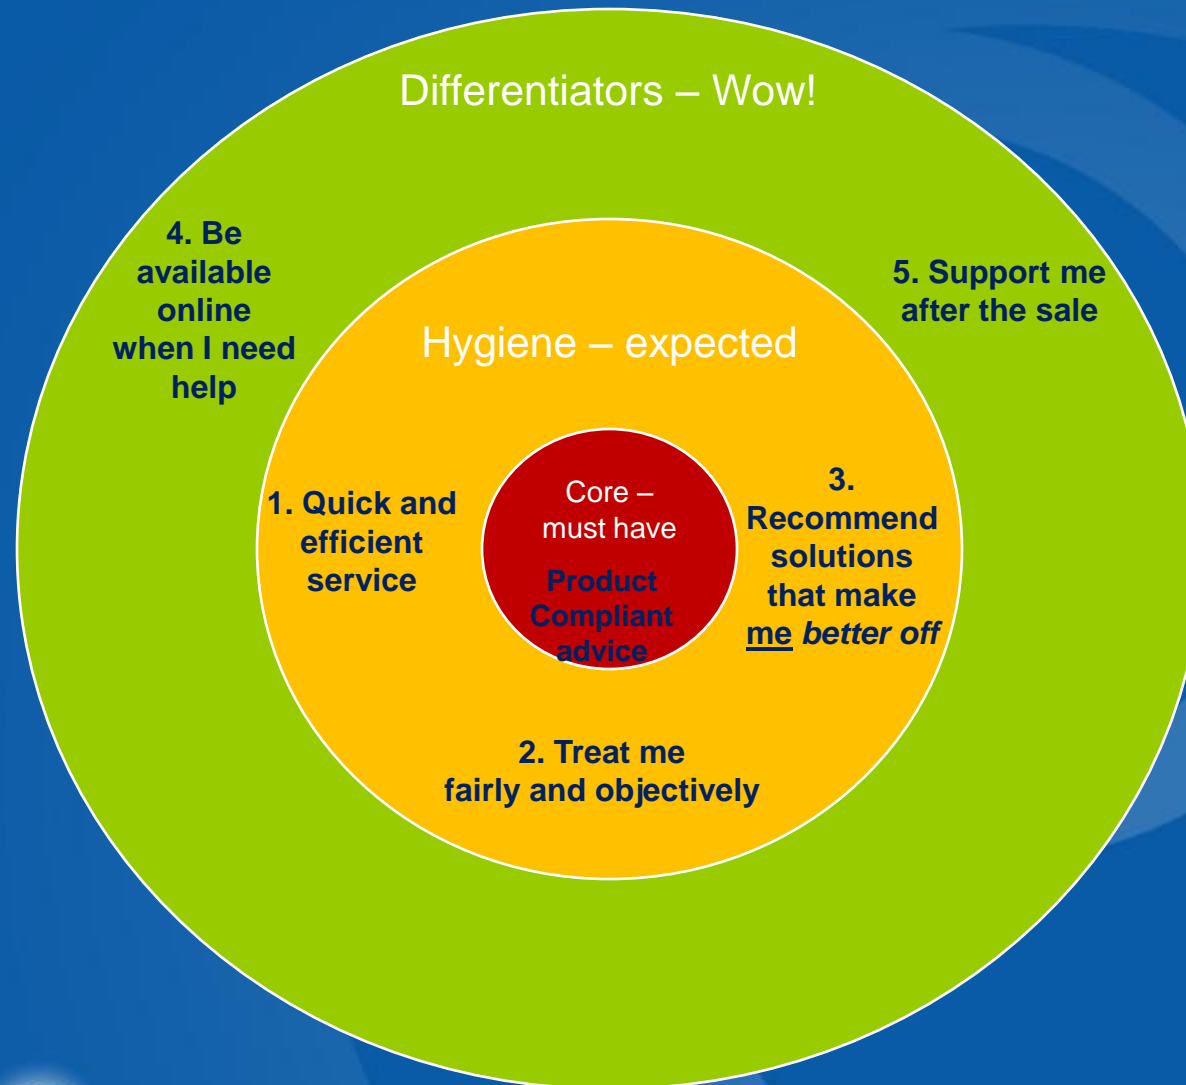 Differentiators – Wow!
4. Be
available
online
when I need
help
5. Support me
after the sale
Hygiene – expected
1. Quick and
efficient
service
Core –
must have
Product
Compliant
advice
3.
Recommend
solutions
that make
me better off
2. Treat me
fairly and objectively